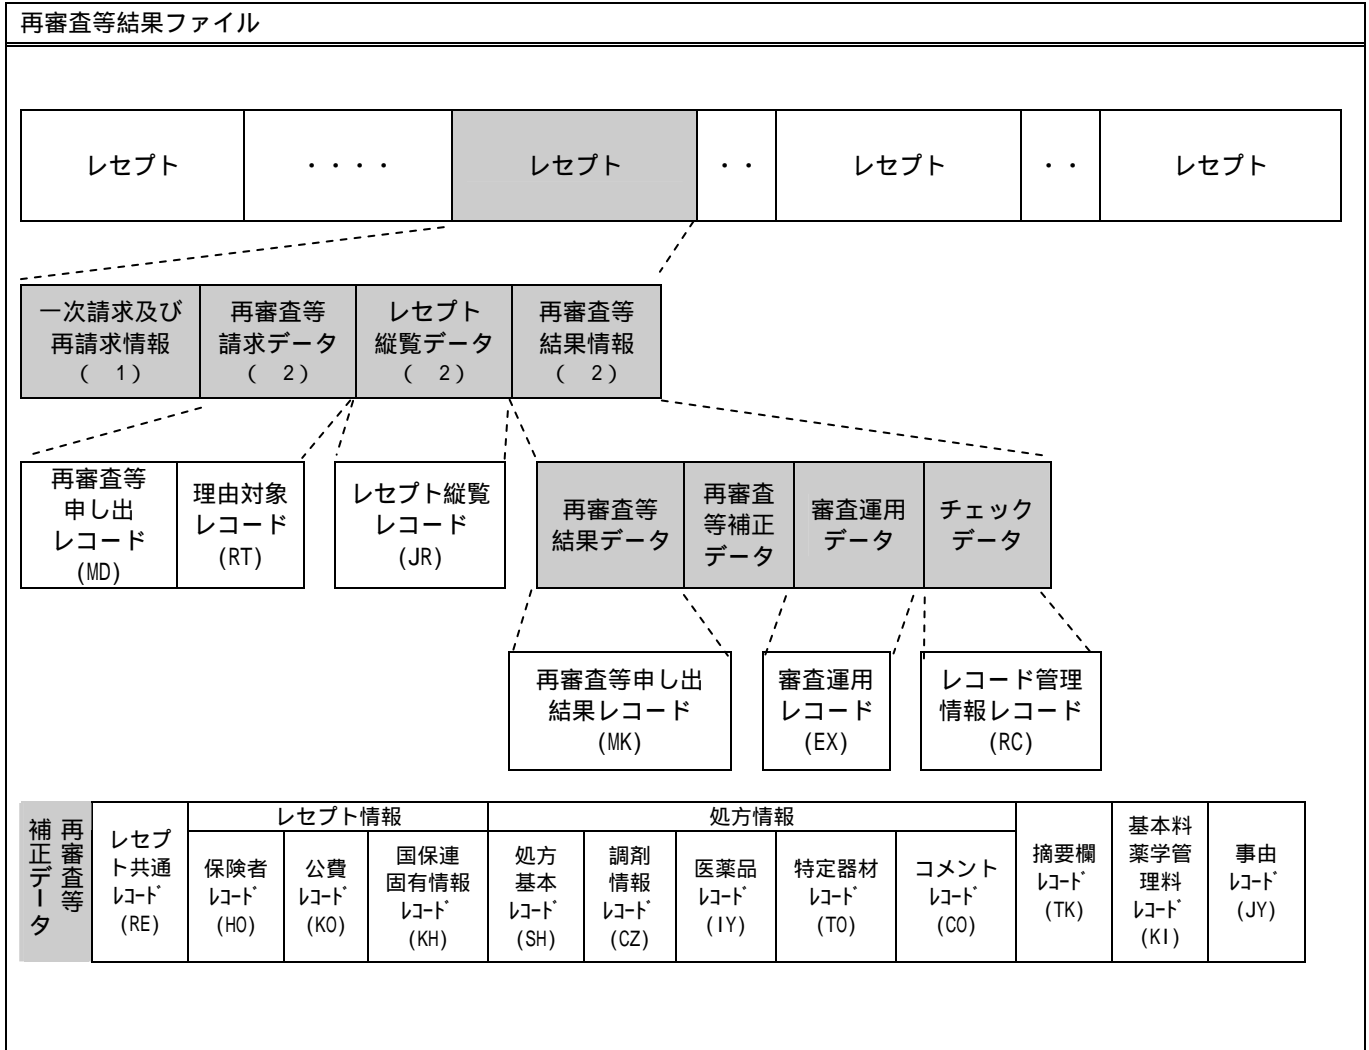 再審査等結果ファイル
レセプト
・・・・
レセプト
・・
レセプト
・・
レセプト
一次請求及び
再請求情報
（　1）
再審査等
請求データ
（　2）
レセプト
縦覧データ
（　2）
再審査等
結果情報
（　2）
再審査等
申し出
レコード
(MD)
理由対象
レコード
(RT)
レセプト縦覧
レコード
(JR)
再審査等
結果データ
再審査
等補正
データ
審査運用
データ
チェック
データ
再審査等申し出
結果レコード
(MK)
審査運用
レコード
(EX)
レコード管理
情報レコード
(RC)
再審査等
補正データ
レセプ
ト共通
ﾚｺｰﾄﾞ
(RE)
レセプト情報
保険者
ﾚｺｰﾄﾞ
(HO)
公費
ﾚｺｰﾄﾞ
(KO)
国保連
固有情報
ﾚｺｰﾄﾞ
(KH)
処方情報
処方
基本
ﾚｺｰﾄﾞ
(SH)
調剤
情報
ﾚｺｰﾄﾞ
(CZ)
医薬品
ﾚｺｰﾄﾞ
(IY)
特定器材
ﾚｺｰﾄﾞ
(TO)
コメント
ﾚｺｰﾄﾞ
(CO)
摘要欄
ﾚｺｰﾄﾞ
(TK)
基本料
薬学管
理料
ﾚｺｰﾄﾞ
(KI)
事由
ﾚｺｰﾄﾞ
(JY)